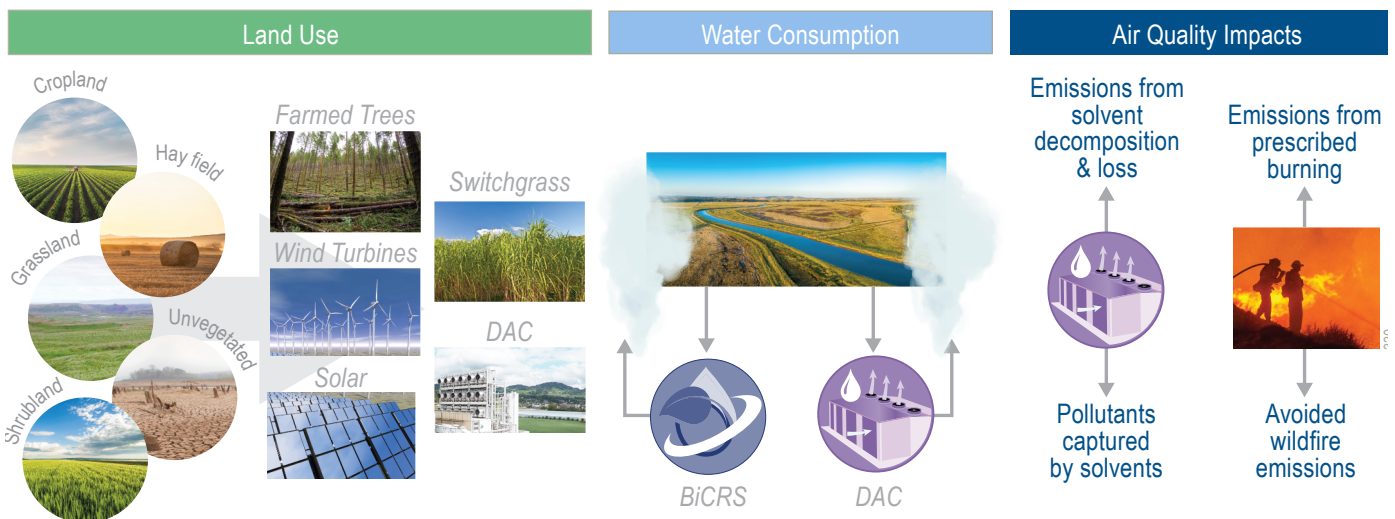 Land Use
Cropland
Hay field
Grassland
Unvegetated
Shrubland
Farmed Trees
Switchgrass
Wind Turbines
DAC
Solar
Water Consumption
BiCRS
DAC
Air Quality Impacts
Emissions from
solvent
decomposition
& loss
Pollutants
captured
by solvents
Emissions from
prescribed
burning
Avoided
wildfire
emissions